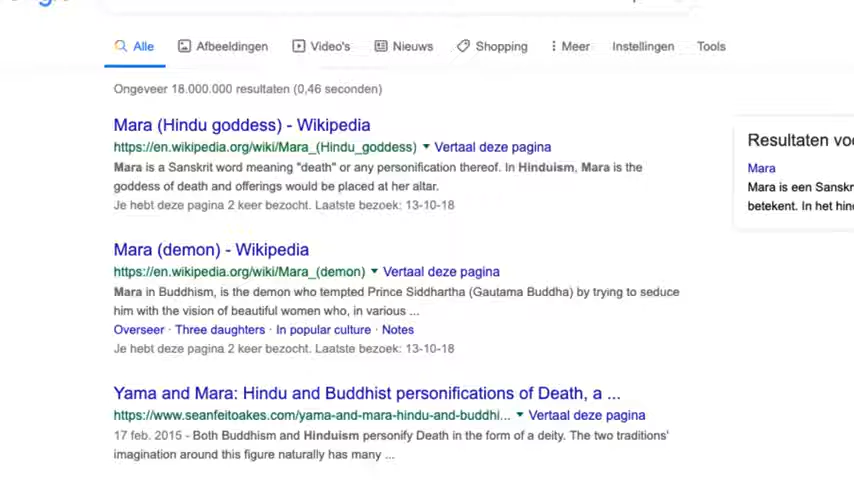 Alle Afbeeldingen Video's Nieuws Shopping Meer Instellingen Tools
Ongeveer 18.000.000 resultaten (0,46 seconden)
Mara (Hindu goddess) - Wikipedia
https://en.wikipedia.org/wiki/Mara_(Hindu_goddess) Vertaal deze pagina
Mara is a Sanskrit word meaning "death" or any personification thereof. In Hinduism, Mara is the
goddess of death and offerings would be placed at her altar.
Je hebt deze pagina 2 keer bezocht. Laatste bezoek: 13-10-18
Mara (demon) - Wikipedia
https://en.wikipedia.org/wiki/Mara_(demon) Vertaal deze pagina
Mara in Buddhism, is the demon who tempted Prince Siddhartha (Gautama Buddha) by trying to seduce
him with the vision of beautiful women who, in various ...
Overseer · Three daughters · In popular culture · Notes
Je hebt deze pagina 2 keer bezocht. Laatste bezoek: 13-10-18
Yama and Mara: Hindu and Buddhist personifications of Death, a ...
https://www.seanfeitoakes.com/yama-and-mara-hindu-and-buddhi... Vertaal deze pagina
17 feb. 2015 - Both Buddhism and Hinduism personify Death in the form of a deity. The two traditions'
imagination around this figure naturally has many ...
Resultaten voo
Mara
Mara is een Sanskr
betekent. In het hin